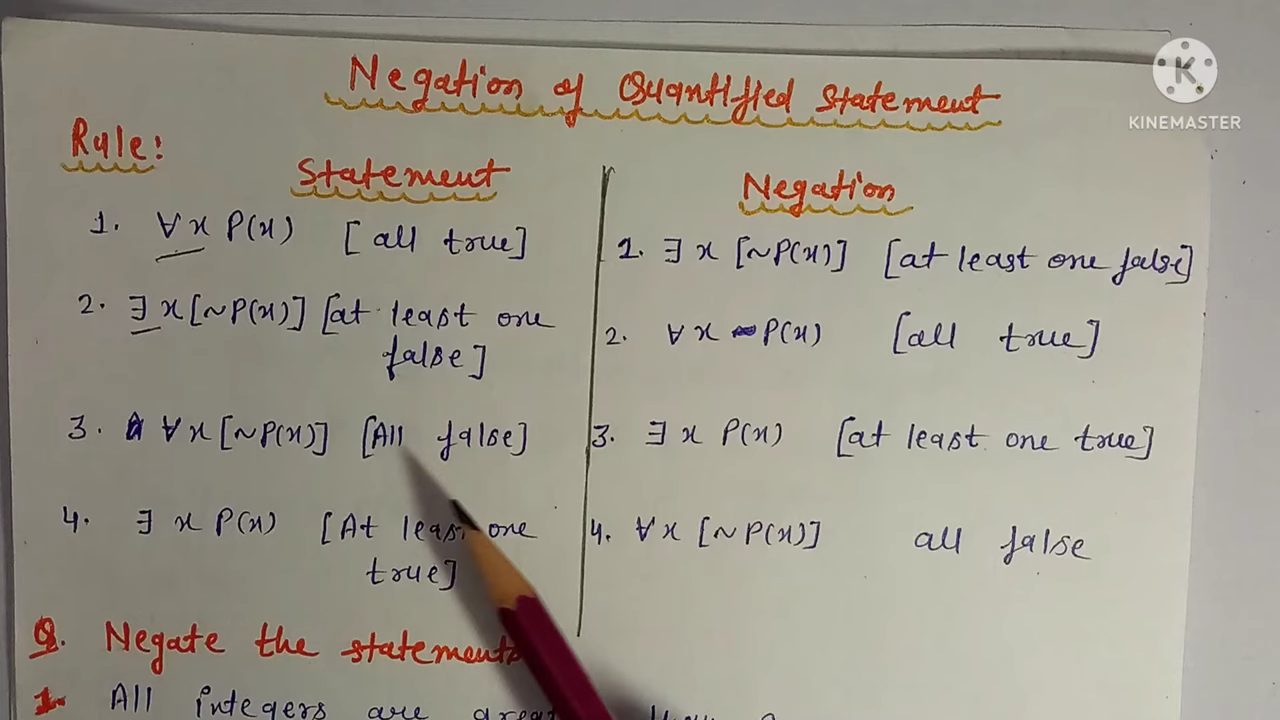 Negation of Quantified Statement
KINEMASTER
Rule:
Statement
Negation
1. ∀x P(x) [all true]
1. ∃ x [~P(x)] [at least one false]
2. ∃ x[~P(x)] [at least one
false]
2. ∀x P(x) [all true]
3. ∀x [~P(x)] [All false]
3. ∃ x P(x) [at least one true]
4. ∃ x P(x) [At least one
true]
4. ∀x [~P(x)] all false
Q. Negate the statements
1. All integers are